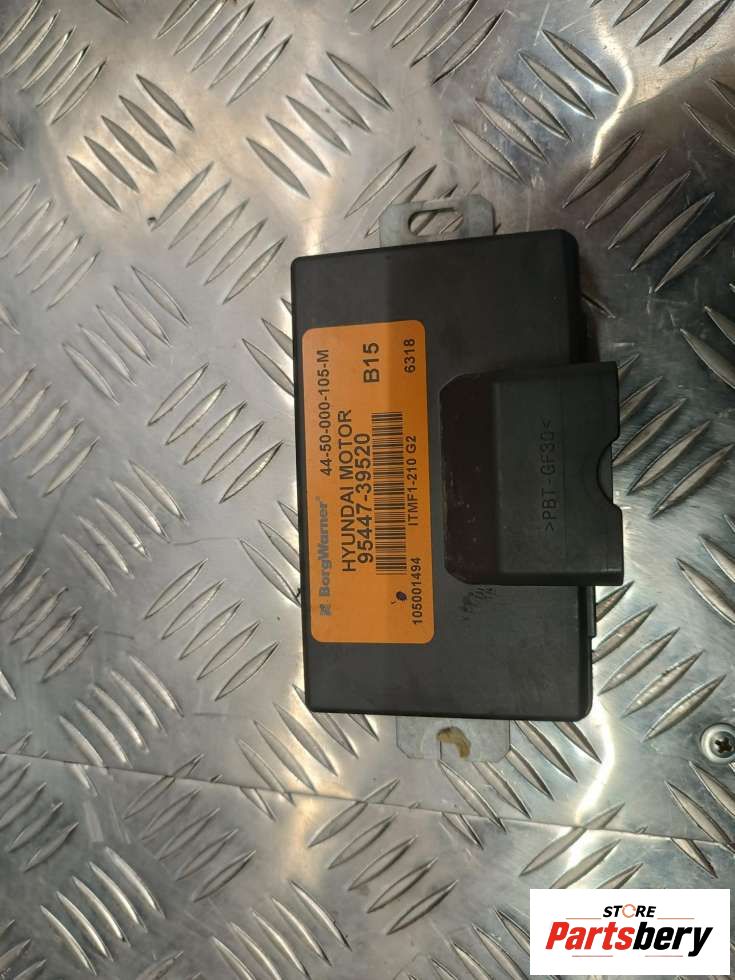 BorgWarner® 44-50-000-105-M
HYUNDAI MOTOR
95447-39520 B15
ITMF1-210 G2
105001494 6318
>PBT-GF30<
STORE
Partsbery